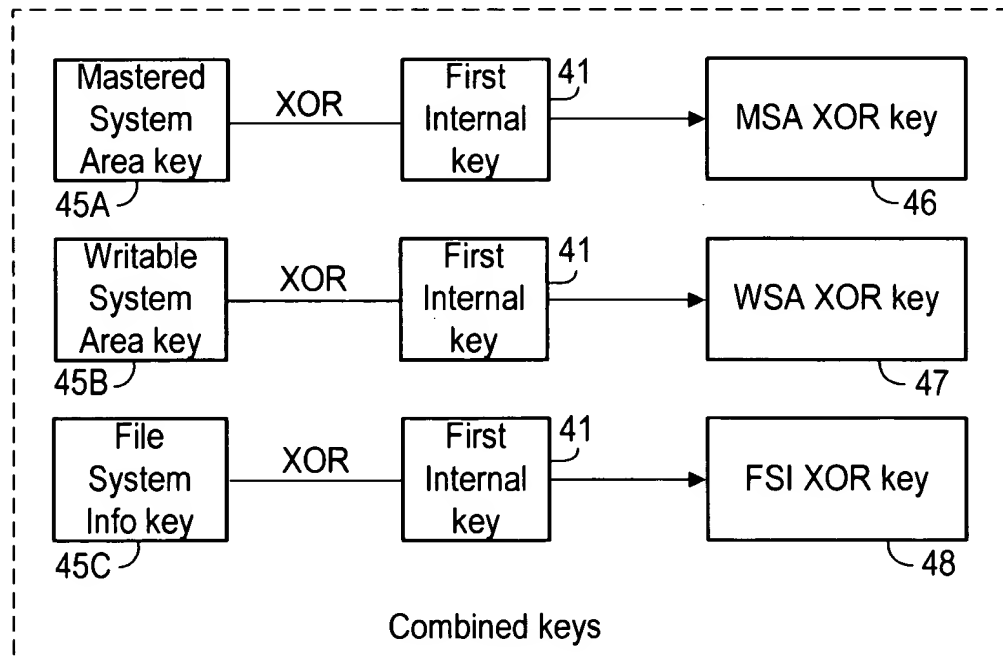 Mastered
System
Area key
45A
XOR
First
Internal
key
41
MSA XOR key
46
Writable
System
Area key
45B
XOR
First
Internal
key
41
WSA XOR key
47
File
System
Info key
45C
XOR
First
Internal
key
41
FSI XOR key
48
Combined keys